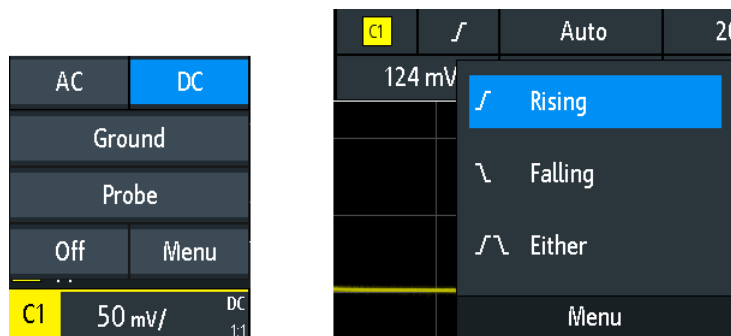 AC DC
Ground
Probe
Off Menu
C1 50 mV/ DC
1:1
C1 Auto 20
124 mV
Rising
Falling
Either
Menu